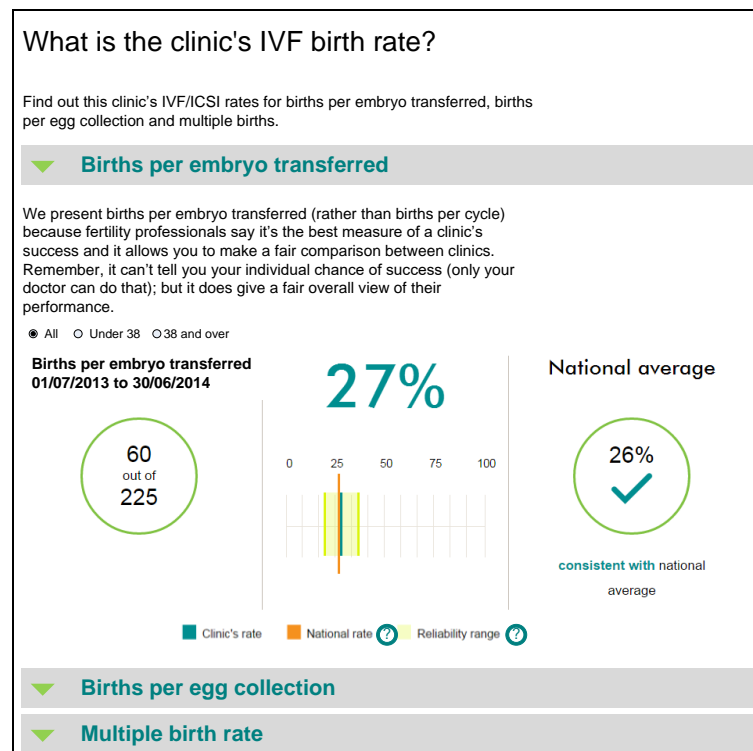 What is the clinic's IVF birth rate?
Find out this clinic's IVF/ICSI rates for births per embryo transferred, births
per egg collection and multiple births.
Births per embryo transferred
We present births per embryo transferred (rather than births per cycle)
because fertility professionals say it's the best measure of a clinic's
success and it allows you to make a fair comparison between clinics.
Remember, it can't tell you your individual chance of success (only your
doctor can do that); but it does give a fair overall view of their
performance.
All Under 38 38 and over
Births per embryo transferred
01/07/2013 to 30/06/2014
60
out of
225
27%
0 25 50 75 100
National average
26%
consistent with national
average
Clinic's rate National rate ? Reliability range ?
Births per egg collection
Multiple birth rate